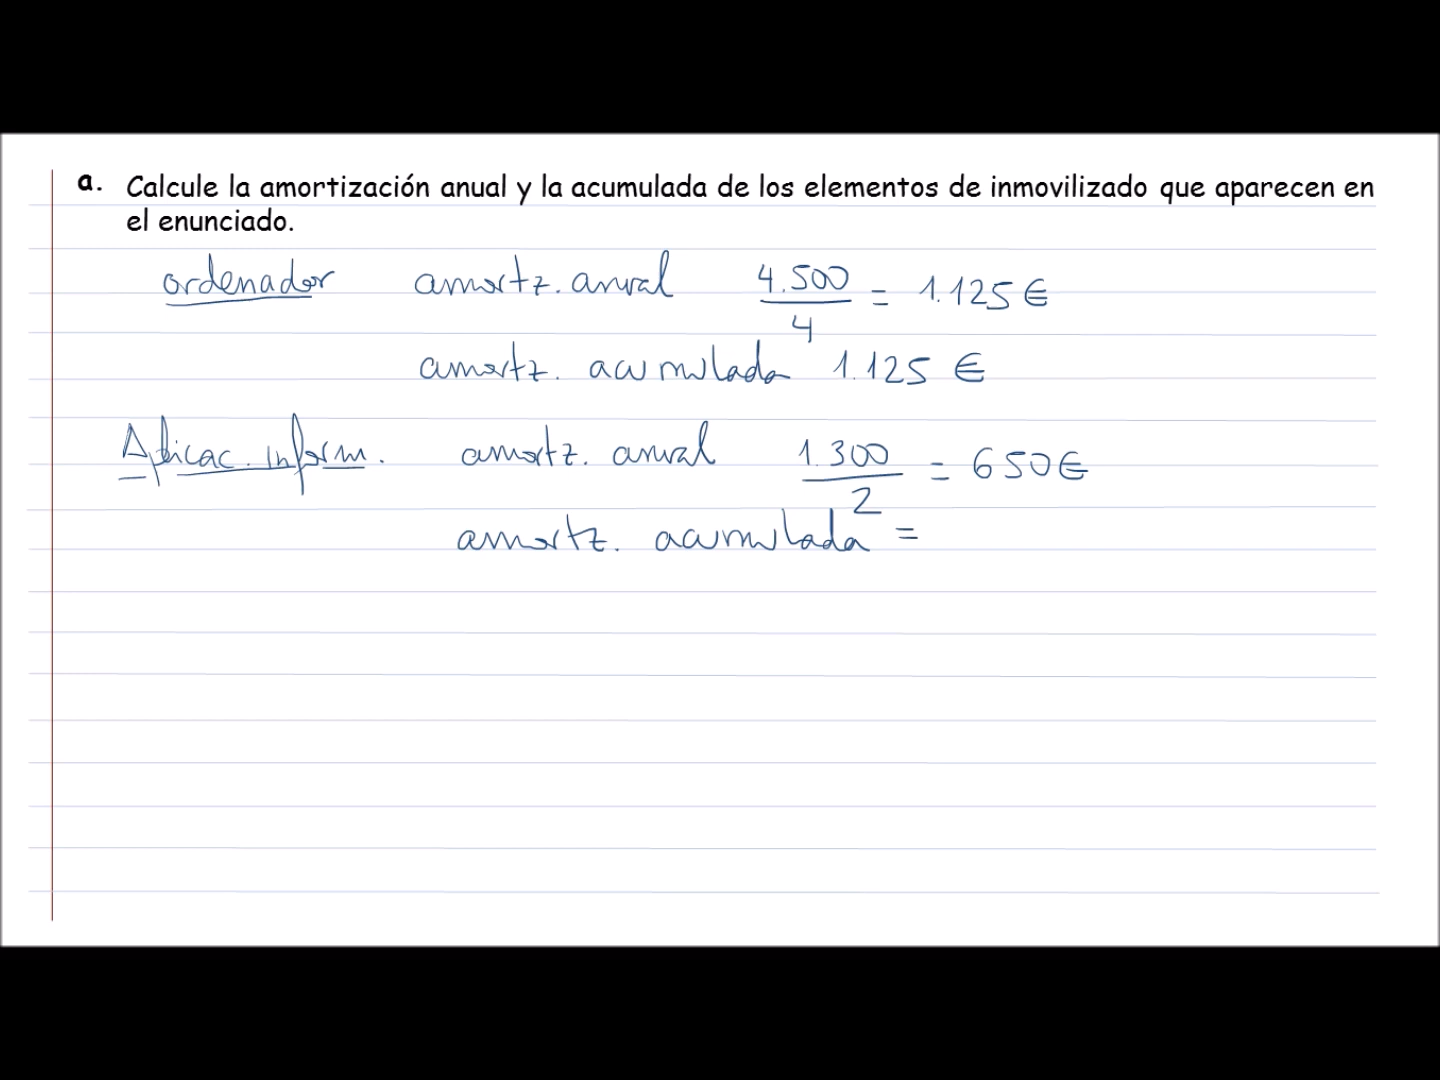 a. Calcule la amortización anual y la acumulada de los elementos de inmovilizado que aparecen en
el enunciado.
ordenador amortz. anual 4.500 / 4 = 1.125 €
amortz. acumulada 1.125 €
Aplicac. inform. amortz. anual 1.300 / 2 = 650 €
amortz. acumulada =